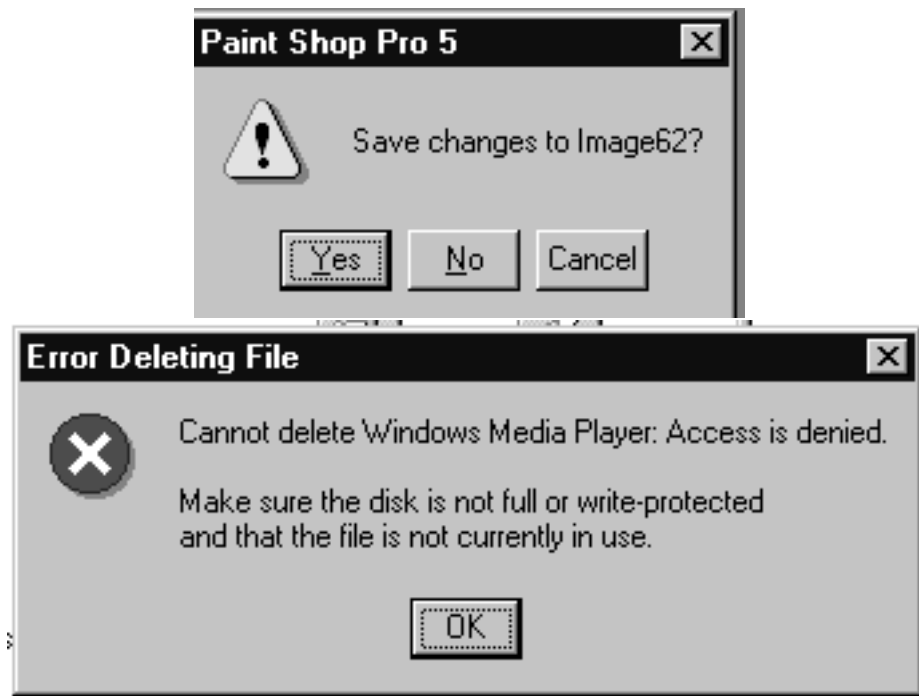 Paint Shop Pro 5
Save changes to Image62?
Yes No Cancel
Error Deleting File
Cannot delete Windows Media Player: Access is denied.
Make sure the disk is not full or write-protected
and that the file is not currently in use.
OK